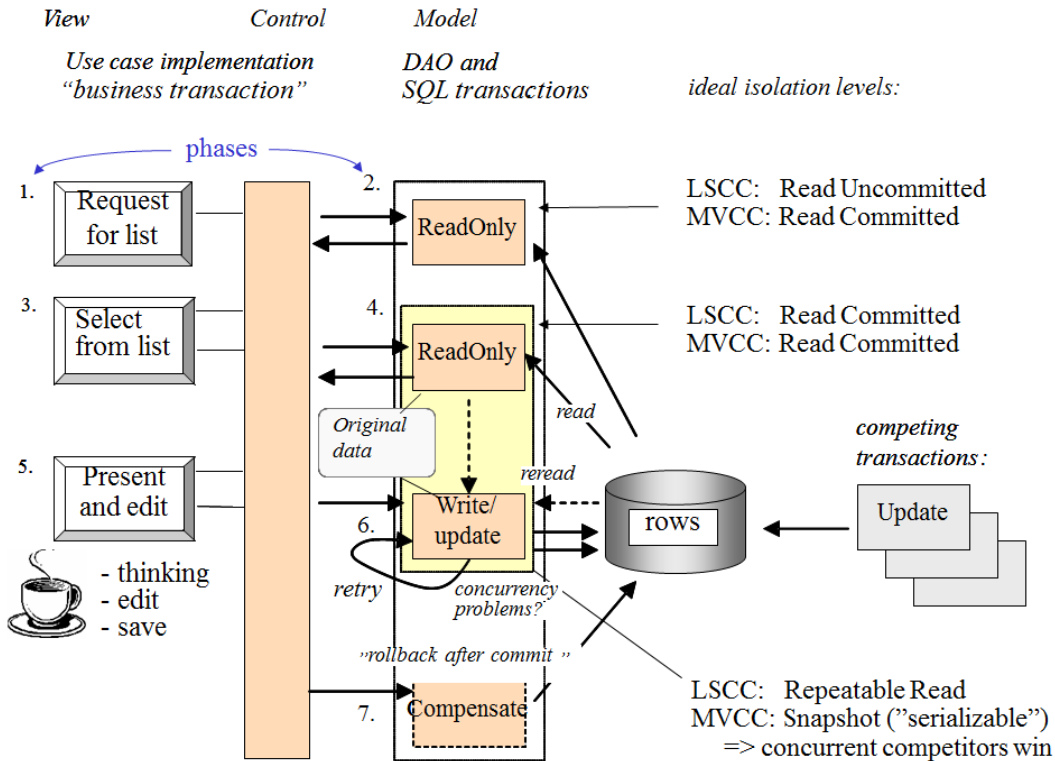 View
Control
Model
Use case implementation
“business transaction”
DAO and
SQL transactions
ideal isolation levels:
phases
1.
Request
for list
2.
ReadOnly
LSCC: Read Uncommitted
MVCC: Read Committed
3.
Select
from list
4.
ReadOnly
LSCC: Read Committed
MVCC: Read Committed
Original
data
read
reread
competing
transactions:
5.
Present
and edit
6.
Write/
update
rows
Update
- thinking
- edit
- save
retry
concurrency
problems?
”rollback after commit ”
7.
Compensate
LSCC: Repeatable Read
MVCC: Snapshot (”serializable”)
=> concurrent competitors win